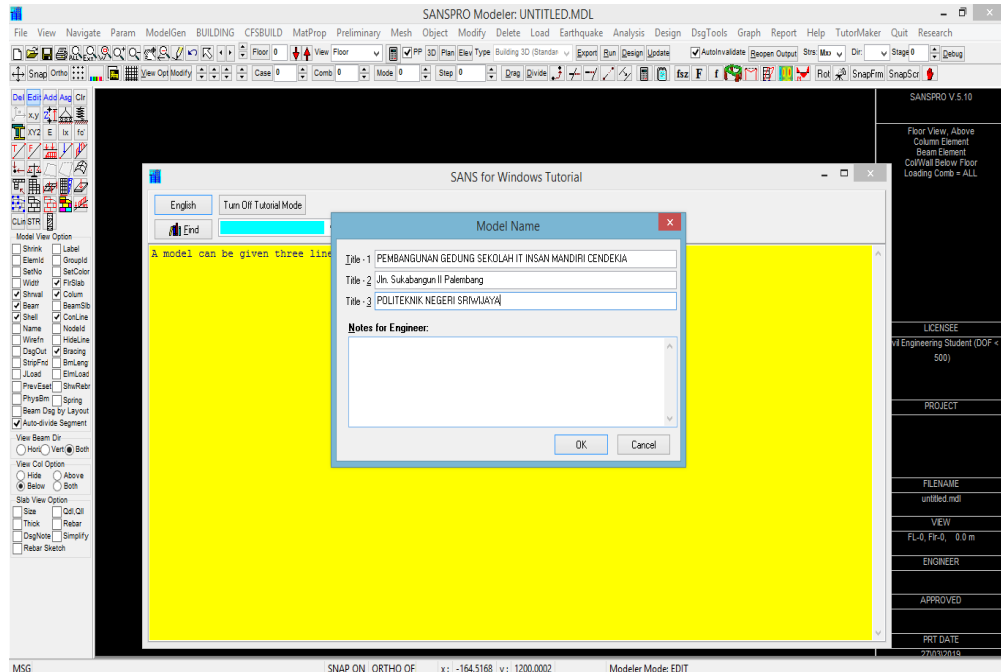 SANSPRO Modeler: UNTITLED.MDL
File View Navigate Param ModelGen BUILDING CFSBUILD MatProp Preliminary Mesh Object Modify Delete Load Earthquake Analysis Design DsgTools Graph Report Help TutorMaker Quit Research
Floor 0 View Floor PP 3D Plan Elev Type Building 3D (Standar Export Run Design Update AutoInvalidate Reopen Output Strs: Max Dir: Stage 0 Debug
Snap Ortho View Opt Modify Case 0 Comb 0 Mode 0 Step 0 Drag Divide fsz F f Rot SnapFrm SnapScr
Del Edit Add Asg Clr
x,y
XYZ E Ix fc'
CLin STR
Model View Option
Shrink Label
ElemId GroupId
SetNo SetColor
Width FlrSlab
Shrwal Colum
Beam BeamSlb
Shell ConLine
Name NodeId
Wirefn HideLine
DsgOut Bracing
StripFnd BmLeng
JLoad ElmLoad
PrevEset ShwRebr
PhysBm Spring
Beam Dsg by Layout
Auto-divide Segment
View Beam Dir
Hori Vert Both
View Col Option
Hide Above
Below Both
Slab View Option
Size Qdl,Qll
Thick Rebar
DsgNote Simplify
Rebar Sketch
SANS for Windows Tutorial
English Turn Off Tutorial Mode
Find
A model can be given three line
Model Name
Title - 1 PEMBANGUNAN GEDUNG SEKOLAH IT INSAN MANDIRI CENDEKIA
Title - 2 Jln. Sukabangun II Palembang
Title - 3 POLITEKNIK NEGERI SRIWIJAYA
Notes for Engineer:
OK Cancel
SANSPRO V.5.10
Floor View, Above
Column Element
Beam Element
Col/Wall Below Floor
Loading Comb = ALL
LICENSEE
vil Engineering Student (DOF <
500)
PROJECT
FILENAME
untitled.mdl
VIEW
FL-0, Flr-0, 0.0 m
ENGINEER
APPROVED
PRT DATE
27/03/2019
MSG SNAP ON ORTHO OF x: -164.5168 y: 1200.0002 Modeler Mode: EDIT